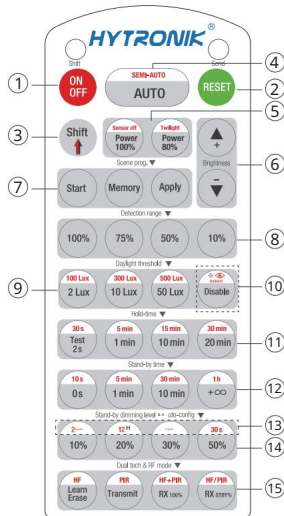 HYTRONIK®
Shift
Send
ON
OFF
SEMI-AUTO
AUTO
RESET
Shift
Sensor off
Power
100%
Twilight
Power
80%
+
Brightness
–
Scene prog. ▼
Start
Memory
Apply
Detection range ▼
100%
75%
50%
10%
Daylight threshold ▼
100 Lux
2 Lux
300 Lux
10 Lux
500 Lux
50 Lux
Disable
Hold-time ▼
30 s
Test
2s
5 min
1 min
15 min
10 min
30 min
20 min
Stand-by time ▼
10 s
0 s
5 min
1 min
30 min
10 min
1 h
+∞
Stand-by dimming level uto-config ▼
10%
12
20%
30%
30 s
50%
Dual tech & RF mode ▼
HF
Learn
Erase
PIR
Transmit
HF+PIR
RX 100%
HF/PIR
RX STBY%
1
2
3
4
5
6
7
8
9
10
11
12
13
14
15